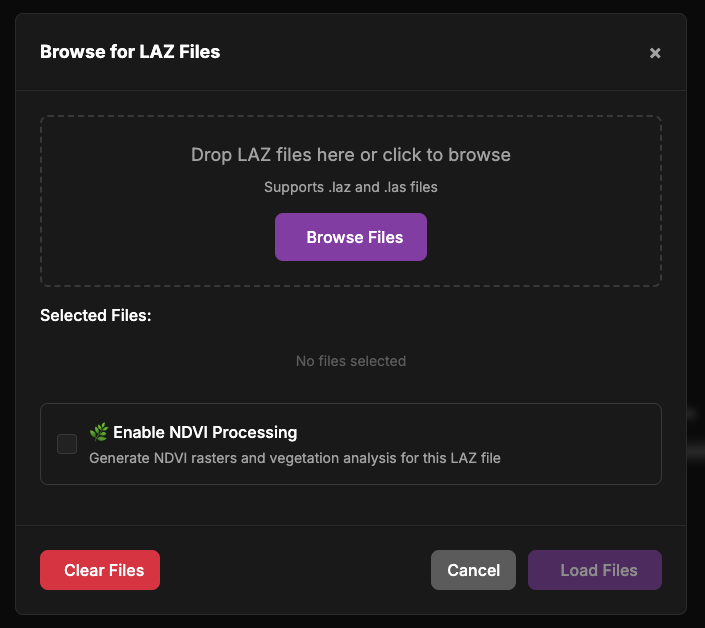 Browse for LAZ Files ×
Drop LAZ files here or click to browse
Supports .laz and .las files
Browse Files
Selected Files:
No files selected
🌿 Enable NDVI Processing
Generate NDVI rasters and vegetation analysis for this LAZ file
Clear Files Cancel Load Files